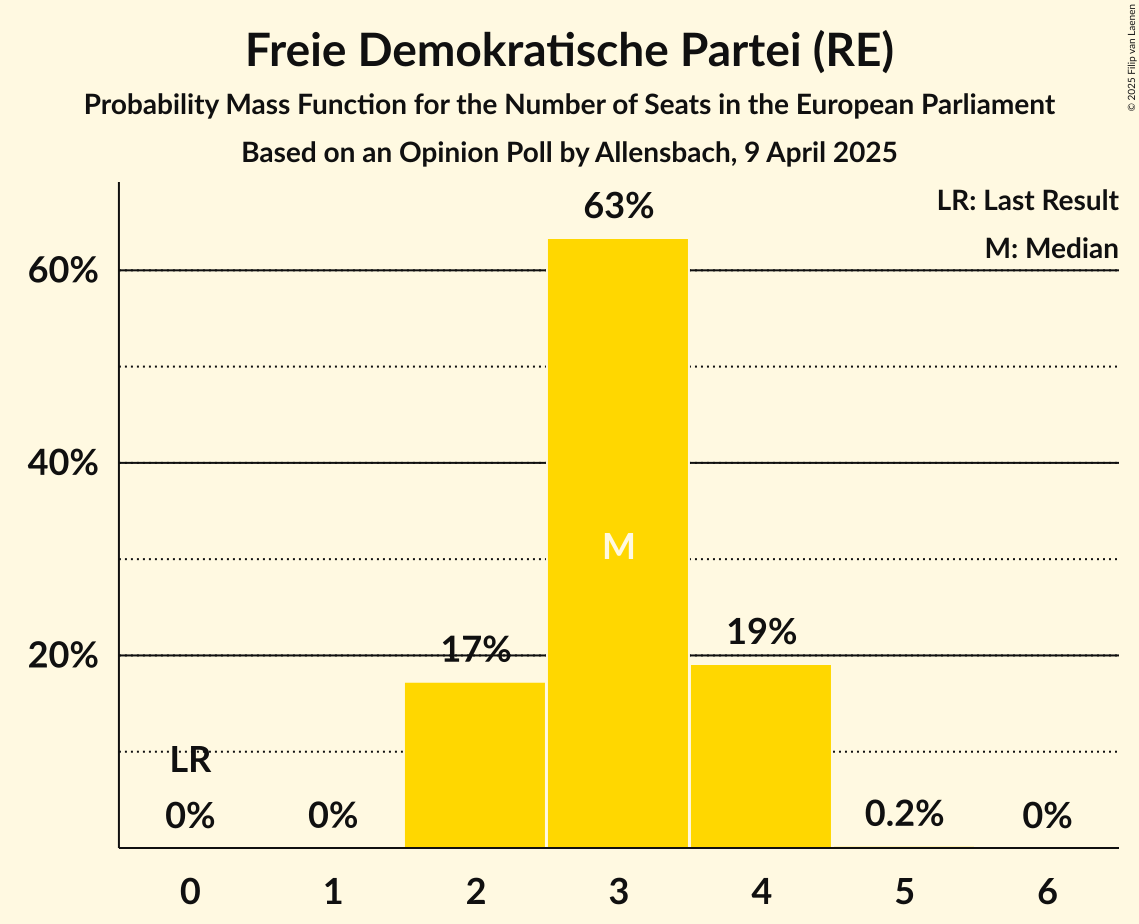 Freie Demokratische Partei (RE)
Probability Mass Function for the Number of Seats in the European Parliament
Based on an Opinion Poll by Allensbach, 9 April 2025
© 2025 Filip van Laenen
LR: Last Result
M: Median
63%
60%
40%
M
19%
17%
20%
LR
0%
0%
0.2%
0%
0
1
2
3
4
5
6